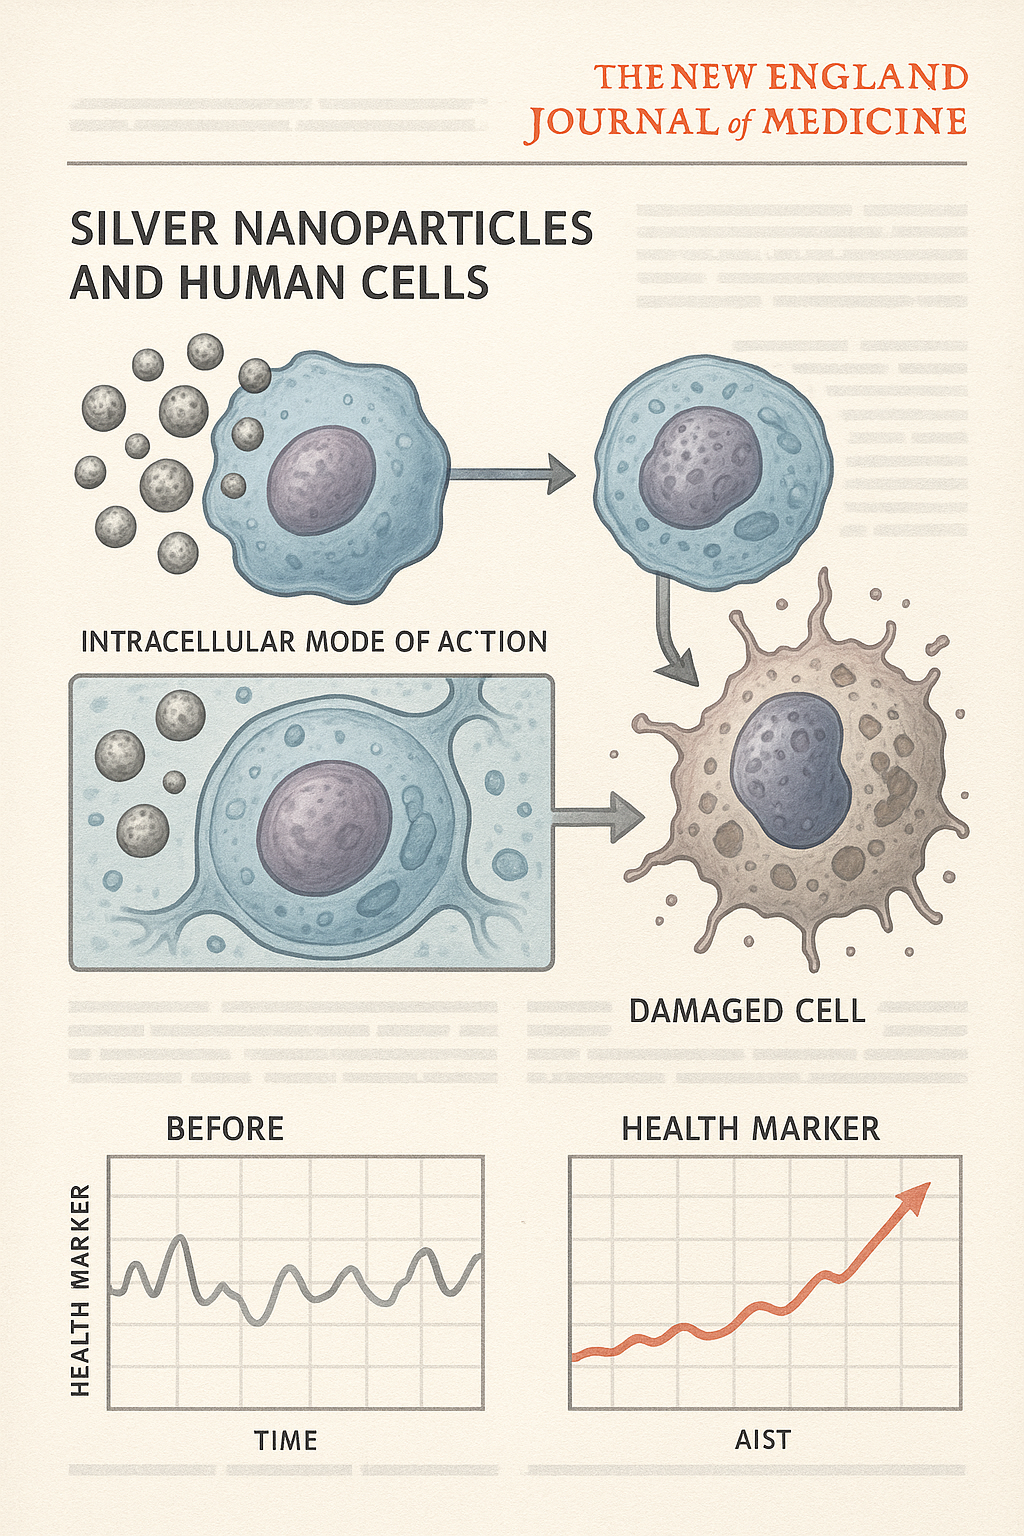 THE NEW ENGLAND
JOURNAL of MEDICINE
SILVER NANOPARTICLES
AND HUMAN CELLS
INTRACELLULAR MODE OF AC'TION
DAMAGED CELL
BEFORE
HEALTH MARKER
TIME
HEALTH MARKER
AIST